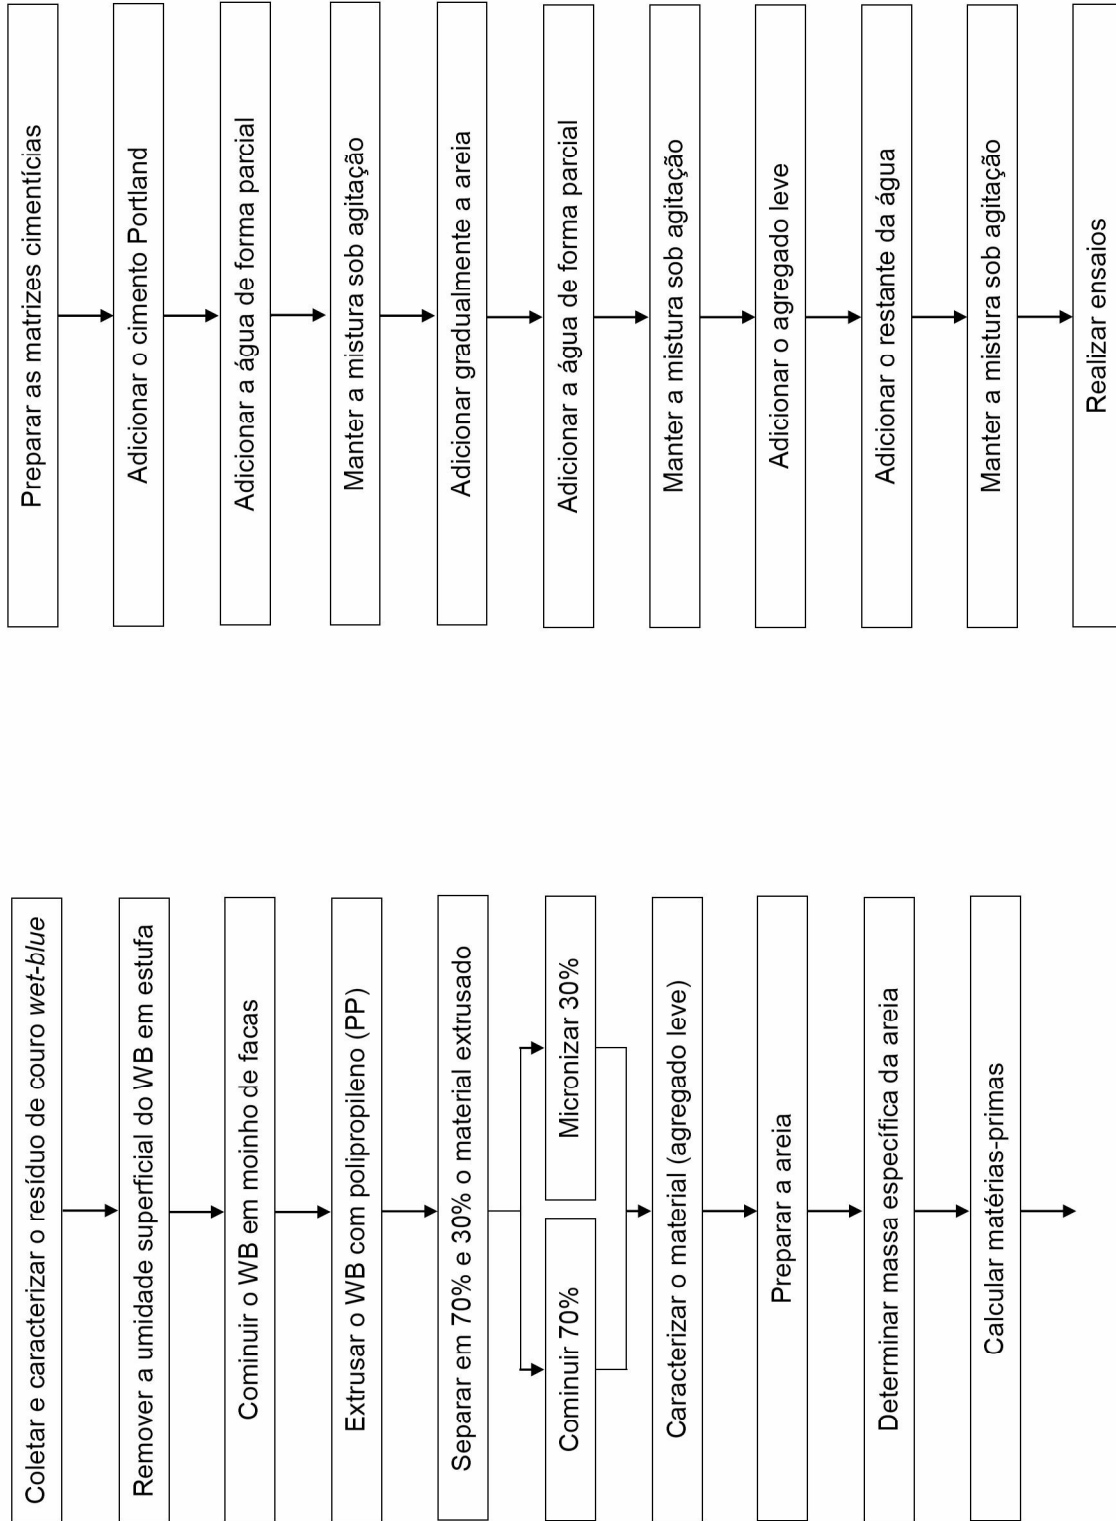 Coletar e caracterizar o resíduo de couro wet-blue
Remover a umidade superficial do WB em estufa
Cominuir o WB em moinho de facas
Extrusar o WB com polipropileno (PP)
Separar em 70% e 30% o material extrusado
Cominuir 70%
Micronizar 30%
Caracterizar o material (agregado leve)
Preparar a areia
Determinar massa específica da areia
Calcular matérias-primas
Preparar as matrizes cimentícias
Adicionar o cimento Portland
Adicionar a água de forma parcial
Manter a mistura sob agitação
Adicionar gradualmente a areia
Adicionar a água de forma parcial
Manter a mistura sob agitação
Adicionar o agregado leve
Adicionar o restante da água
Manter a mistura sob agitação
Realizar ensaios